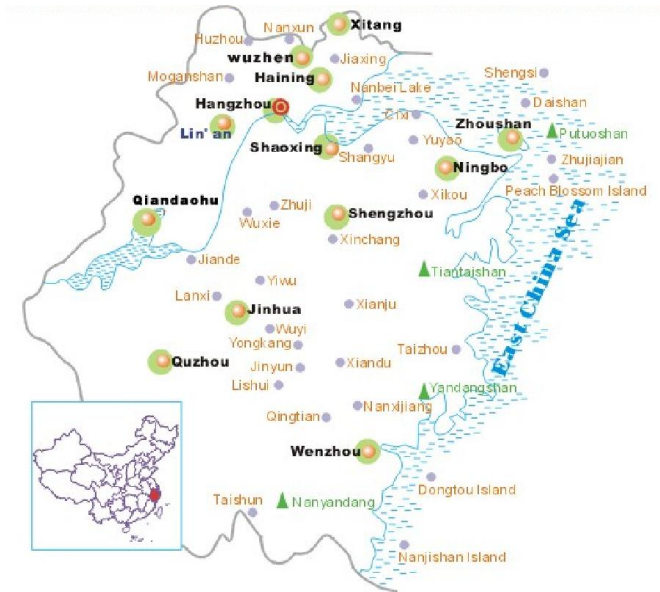 Xitang
Nanxun
Huzhou
wuzhen
Jiaxing
Moganshan
Haining
Shengsi
Nanbei Lake
Hangzhou
Daishan
Cixi
Lin'an
Zhoushan
Putuoshan
Shaoxing
Yuyao
Shangyu
Zhujiajian
Ningbo
Peach Blossom Island
Qiandaohu
Xikou
Zhuji
Wuxie
Shengzhou
Xinchang
Jiande
Tiantaishan
East China Sea
Yiwu
Lanxi
Xianju
Jinhua
Wuyi
Yongkang
Taizhou
Quzhou
Jinyun
Xiandu
Lishui
Yandangshan
Nanxijiang
Qingtian
Wenzhou
Dongtou Island
Taishun
Nanyandang
Nanjishan Island